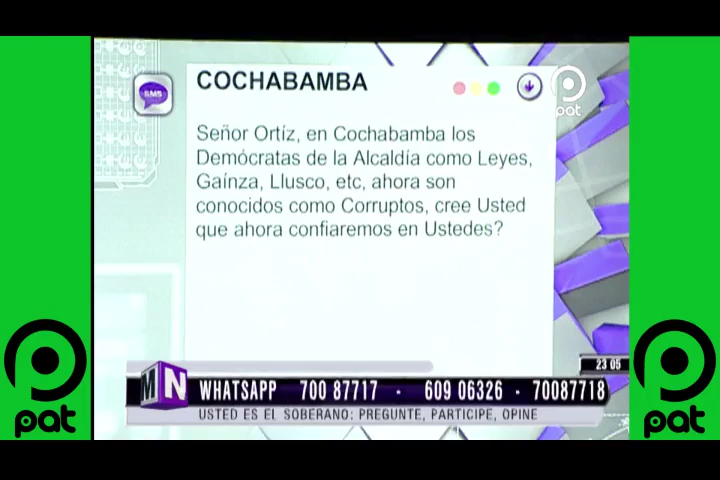 COCHABAMBA
SMS
pat
Señor Ortíz, en Cochabamba los
Demócratas de la Alcaldía como Leyes,
Gaínza, Llusco, etc, ahora son
conocidos como Corruptos, cree Usted
que ahora confiaremos en Ustedes?
23 05
MN
WHATSAPP 700 87717 - 609 06326 - 70087718
USTED ES EL SOBERANO: PREGUNTE, PARTICIPE, OPINE
pat
pat